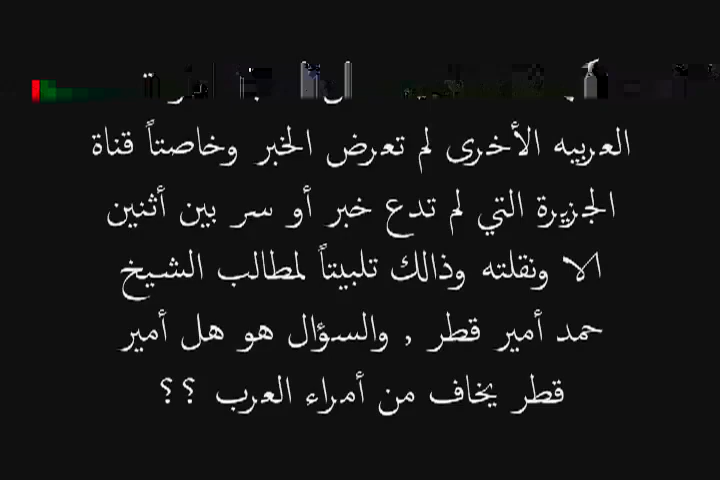 العربيه الأخرى لم تعرض الخبر وخاصتاً قناة
الجزيرة التي لم تدع خبر أو سر بين أثنين
الا ونقلته وذالك تلبيتاً لمطالب الشيخ
حمد أمير قطر , والسؤال هو هل أمير
قطر يخاف من أمراء العرب ؟؟